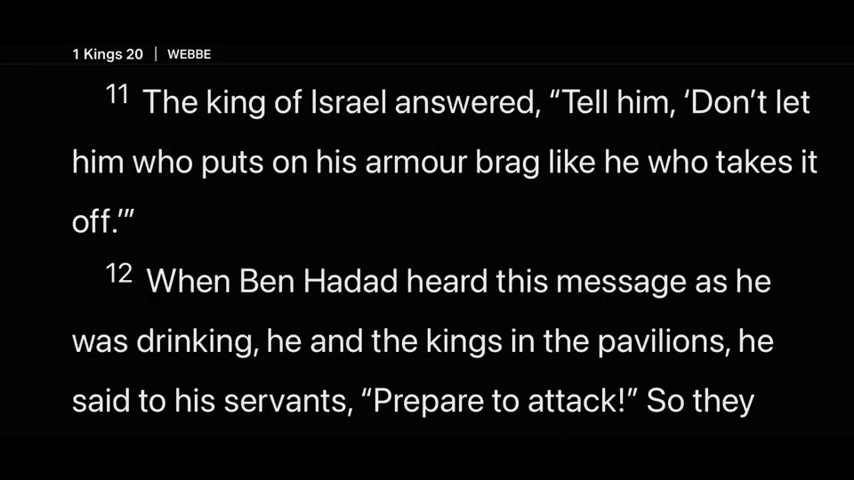 1 Kings 20 | WEBBE
11 The king of Israel answered, “Tell him, ‘Don’t let
him who puts on his armour brag like he who takes it
off.’”
12 When Ben Hadad heard this message as he
was drinking, he and the kings in the pavilions, he
said to his servants, “Prepare to attack!” So they